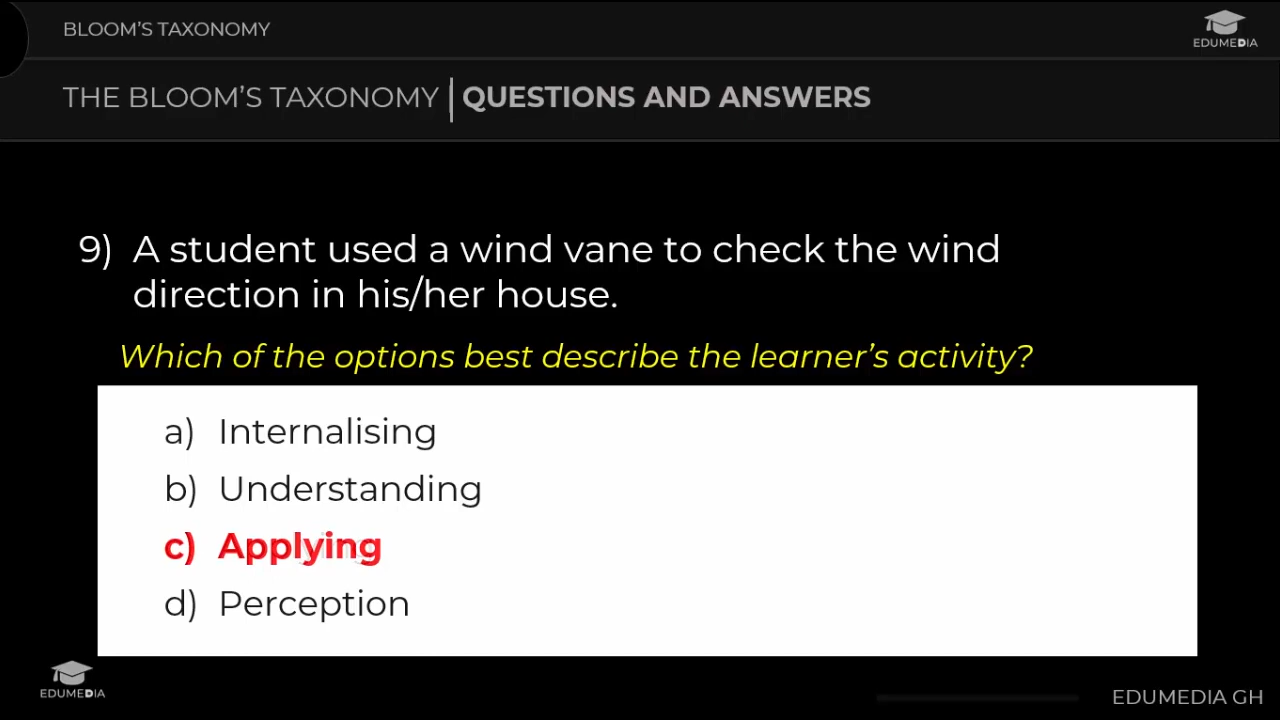 BLOOM'S TAXONOMY
EDUMEDIA
THE BLOOM'S TAXONOMY | QUESTIONS AND ANSWERS
9) A student used a wind vane to check the wind
direction in his/her house.
Which of the options best describe the learner's activity?
a) Internalising
b) Understanding
c) Applying
d) Perception
EDUMEDIA
EDUMEDIA GH